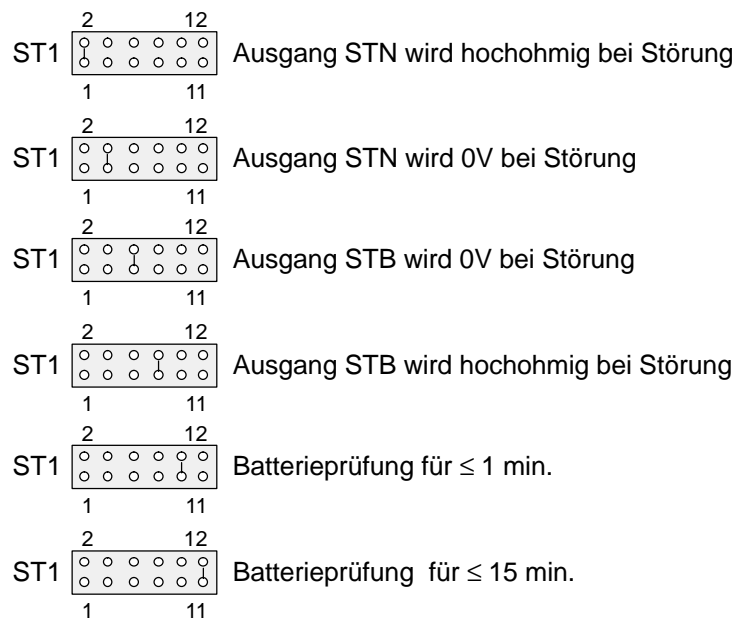 2 12
ST1 Ausgang STN wird hochohmig bei Störung
1 11
2 12
ST1 Ausgang STN wird 0V bei Störung
1 11
2 12
ST1 Ausgang STB wird 0V bei Störung
1 11
2 12
ST1 Ausgang STB wird hochohmig bei Störung
1 11
2 12
ST1 Batterieprüfung für ≤ 1 min.
1 11
2 12
ST1 Batterieprüfung für ≤ 15 min.
1 11